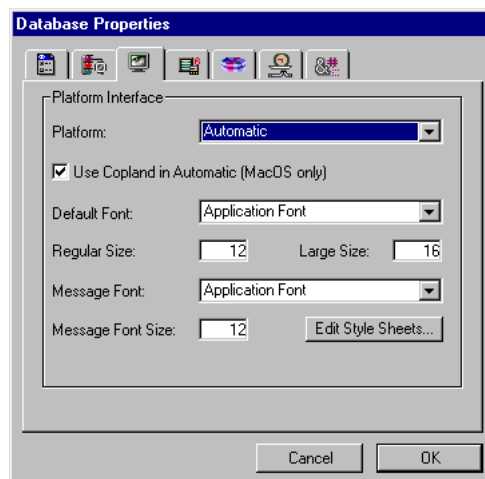 Database Properties
&#
Platform Interface
Platform: Automatic
Use Copland in Automatic (MacOS only)
Default Font: Application Font
Regular Size: 12 Large Size: 16
Message Font: Application Font
Message Font Size: 12 Edit Style Sheets...
Cancel OK